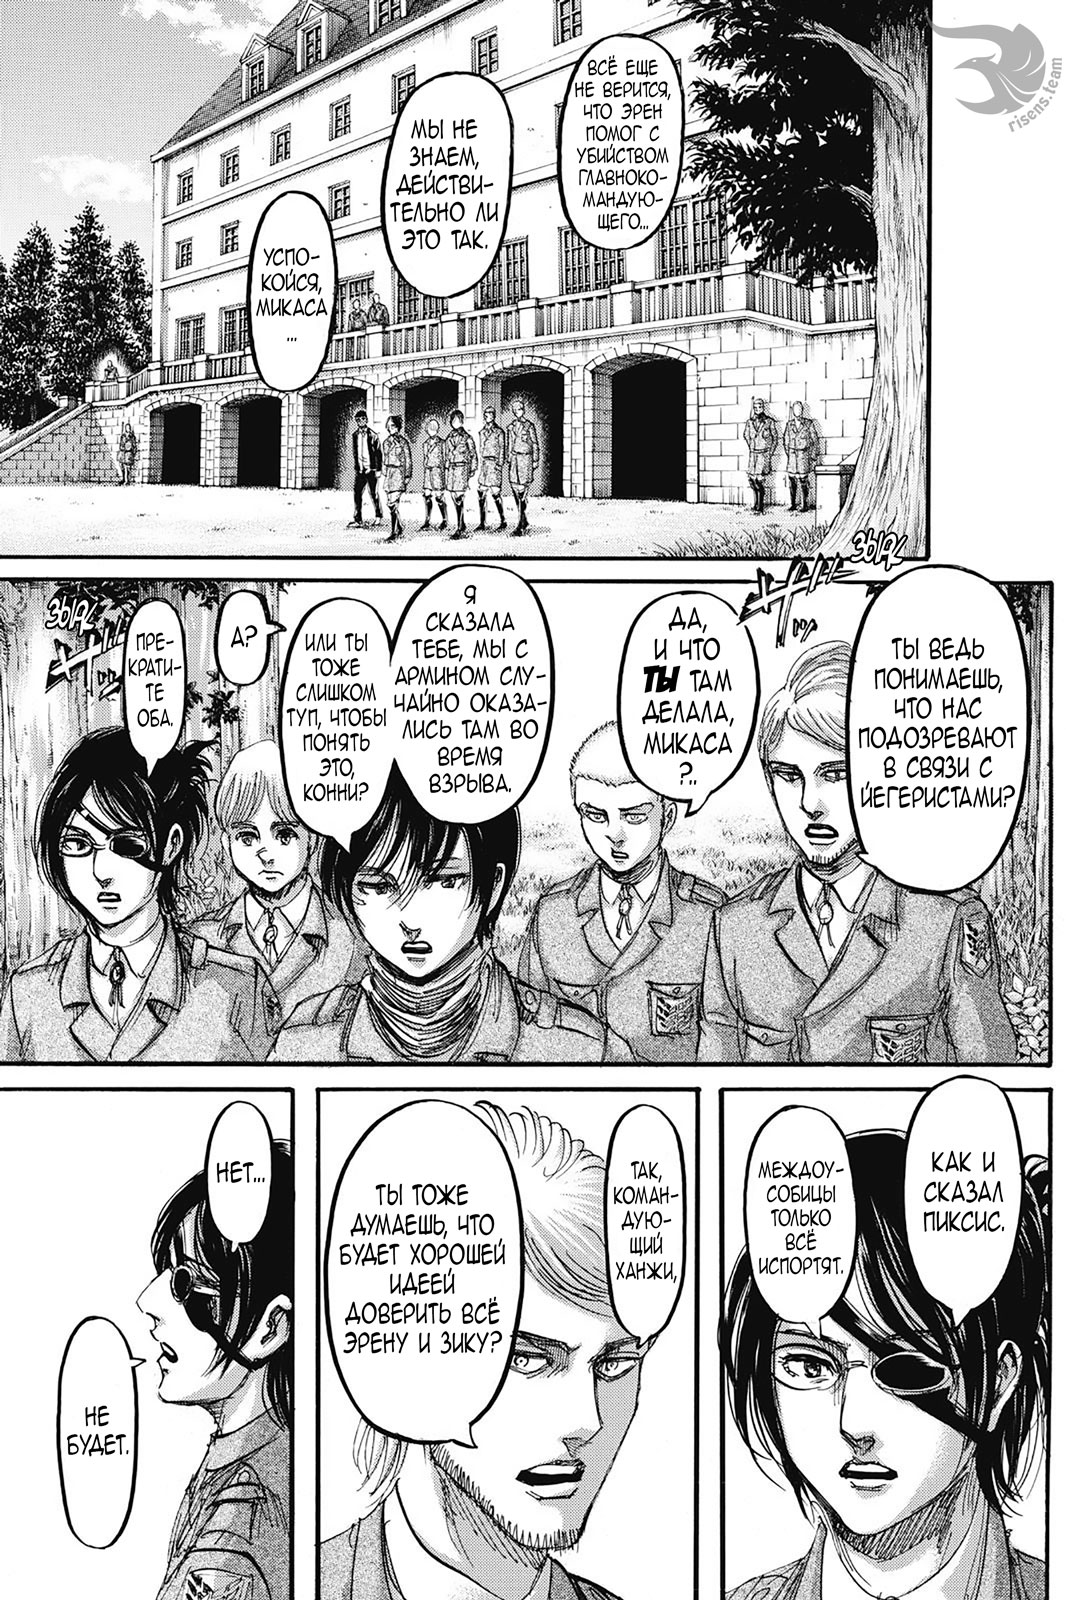 risens.team
ВСЁ ЕЩЕ
НЕ ВЕРИТСЯ,
ЧТО ЭРЕН
ПОМОГ С
УБИЙСТВОМ
ГЛАВНОКО-
МАНДУЮ-
ЩЕГО...
МЫ НЕ
ЗНАЕМ,
ДЕЙСТВИ-
ТЕЛЬНО ЛИ
ЭТО ТАК.
УСПО-
КОЙСЯ,
МИКАСА
...
ЗЫРК
ТЫ ВЕДЬ
ПОНИМАЕШЬ,
ЧТО НАС
ПОДОЗРЕВАЮТ
В СВЯЗИ С
ЙЕГЕРИСТАМИ?
ДА,
И ЧТО
ТЫ ТАМ
ДЕЛАЛА,
МИКАСА
?..
Я
СКАЗАЛА
ТЕБЕ, МЫ С
АРМИНОМ СЛУ-
ЧАЙНО ОКАЗА-
ЛИСЬ ТАМ ВО
ВРЕМЯ
ВЗРЫВА.
ИЛИ ТЫ
ТОЖЕ
СЛИШКОМ
ТУП, ЧТОБЫ
ПОНЯТЬ
ЭТО,
КОННИ?
А?
ПРЕ-
КРАТИ-
ТЕ
ОБА.
ЗЫРК
КАК И
СКАЗАЛ
ПИКСИС.
МЕЖДОУ-
СОБИЦЫ
ТОЛЬКО
ВСЁ
ИСПОРТЯТ.
ТАК,
КОМАН-
ДУЮ-
ЩИЙ
ХАНЖИ,
ТЫ ТОЖЕ
ДУМАЕШЬ, ЧТО
БУДЕТ ХОРОШЕЙ
ИДЕЕЙ
ДОВЕРИТЬ ВСЁ
ЭРЕНУ И ЗИКУ?
НЕТ...
НЕ
БУДЕТ.